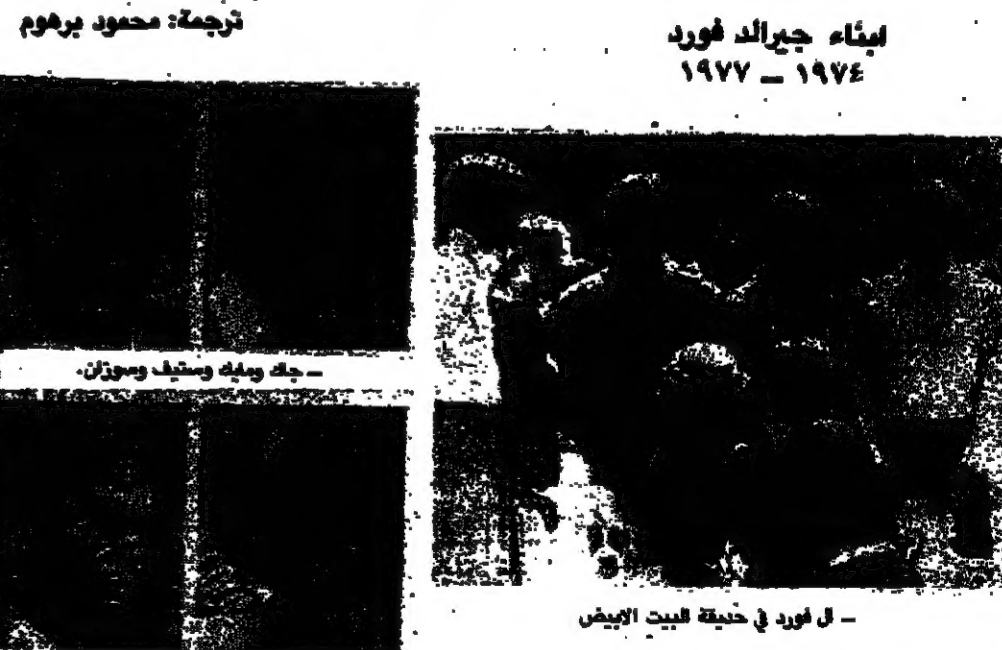 ابناء جيرالد فورد
١٩٧٤ — ١٩٧٧
ترجمة: محمود برهوم
— جاك ومايك وستيف وسوزان.
— آل فورد في حديقة البيت الابيض